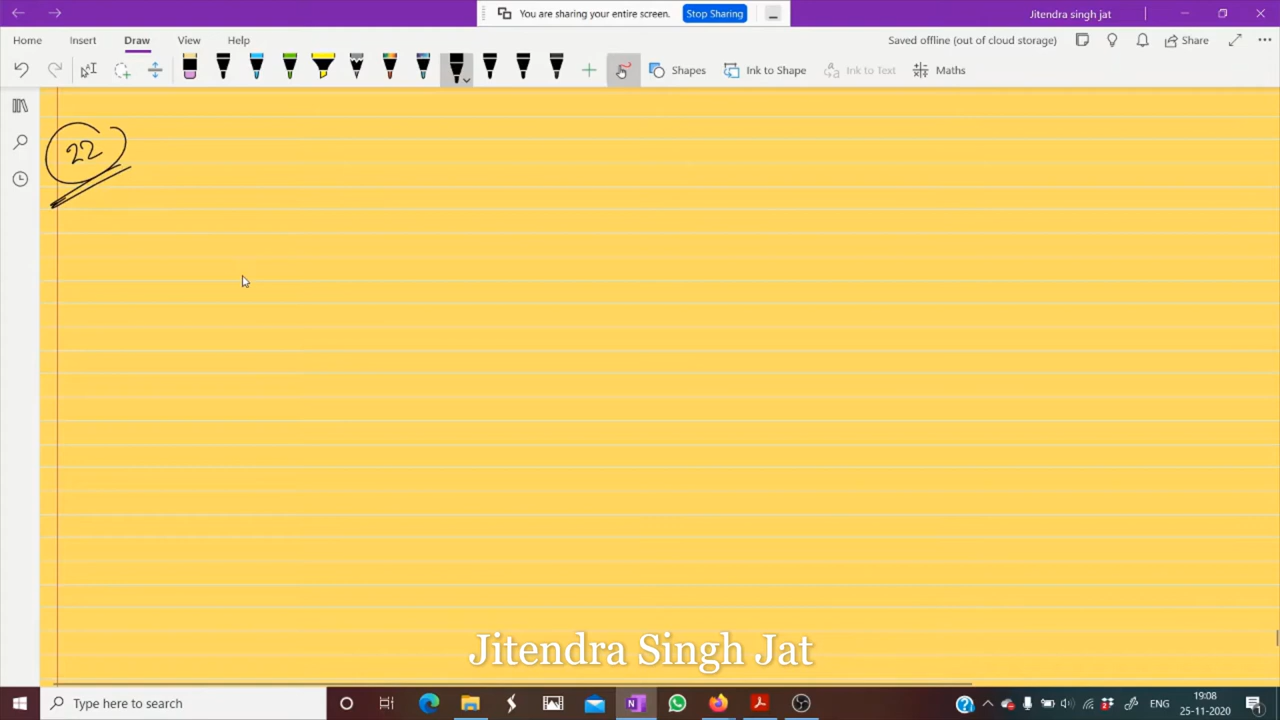 You are sharing your entire screen. Stop Sharing
Jitendra singh jat
Home Insert Draw View Help
Saved offline (out of cloud storage) Share
Shapes Ink to Shape Ink to Text Maths
22
Jitendra Singh Jat
Type here to search
ENG
19:08
25-11-2020